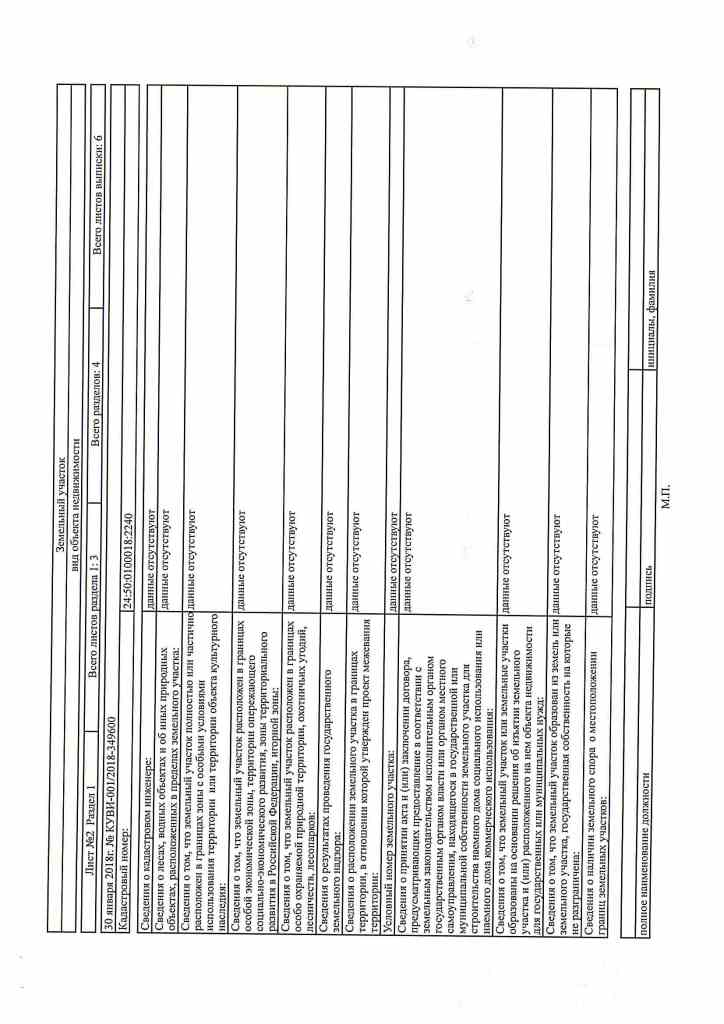 Земельный участок
вид объекта недвижимости
Лист №2 Раздел 1
Всего листов раздела 1: 3
Всего разделов: 4
Всего листов выписки: 6
30 января 2018г. № КУВИ-001/2018-349600
Кадастровый номер:
24:50:0100018:2240
Сведения о кадастровом инженере:
данные отсутствуют
Сведения о лесах, водных объектах и об иных природных
объектах, расположенных в пределах земельного участка:
данные отсутствуют
Сведения о том, что земельный участок полностью или частично
расположен в границах зоны с особыми условиями
использования территории или территории объекта культурного
наследия:
данные отсутствуют
Сведения о том, что земельный участок расположен в границах
особой экономической зоны, территории опережающего
социально-экономического развития, зоны территориального
развития в Российской Федерации, игорной зоны:
данные отсутствуют
Сведения о том, что земельный участок расположен в границах
особо охраняемой природной территории, охотничьих угодий,
лесничеств, лесопарков:
данные отсутствуют
Сведения о результатах проведения государственного
земельного надзора:
данные отсутствуют
Сведения о расположении земельного участка в границах
территории, в отношении которой утвержден проект межевания
территории:
данные отсутствуют
Условный номер земельного участка:
данные отсутствуют
Сведения о принятии акта и (или) заключении договора,
предусматривающих предоставление в соответствии с
земельным законодательством исполнительным органом
государственным органом власти или органом местного
самоуправления, находящегося в государственной или
муниципальной собственности земельного участка для
строительства наемного дома социального использования или
наемного дома коммерческого использования:
данные отсутствуют
Сведения о том, что земельный участок или земельные участки
образованы на основании решения об изъятии земельного
участка и (или) расположенного на нем объекта недвижимости
для государственных или муниципальных нужд:
данные отсутствуют
Сведения о том, что земельный участок образован из земель или
земельного участка, государственная собственность на которые
не разграничена:
данные отсутствуют
Сведения о наличии земельного спора о местоположении
границ земельных участков:
данные отсутствуют
полное наименование должности
подпись
инициалы, фамилия
М.П.